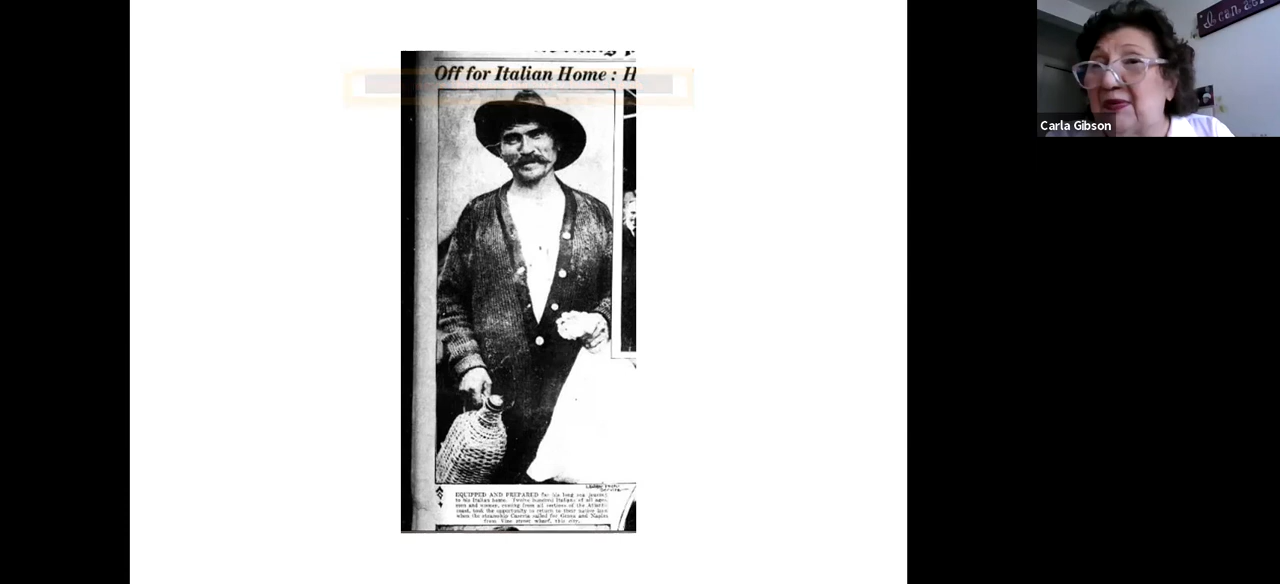 Off for Italian Home : H
EQUIPPED AND PREPARED for his long sea journey
to his Italian home. Twelve hundred Italians of all ages,
men and women, coming from all sections of the Atlantic
coast, took the opportunity to return to their native land
when the steamship Caserta sailed for Genoa and Naples
from Vine street wharf, this city.
Carla Gibson
I can, as